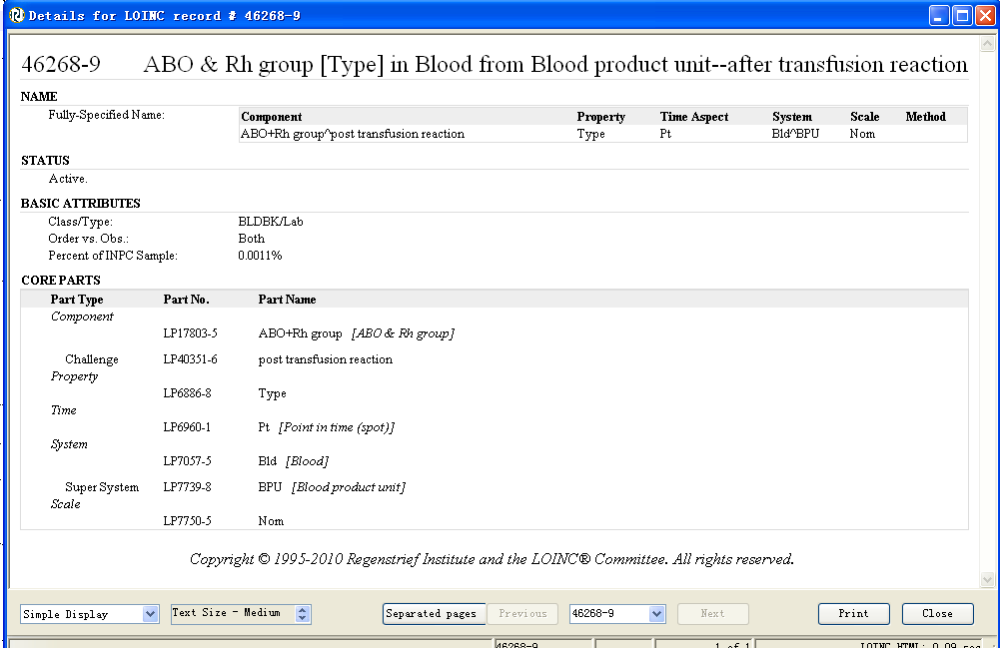 Details for LOINC record # 46268-9
46268-9 ABO & Rh group [Type] in Blood from Blood product unit--after transfusion reaction
NAME
Fully-Specified Name: Component Property Time Aspect System Scale Method
ABO+Rh group^post transfusion reaction Type Pt Bld^BPU Nom
STATUS
Active.
BASIC ATTRIBUTES
Class/Type: BLDBK/Lab
Order vs. Obs.: Both
Percent of INPC Sample: 0.0011%
CORE PARTS
Part Type Part No. Part Name
Component
LP17803-5 ABO+Rh group [ABO & Rh group]
Challenge LP40351-6 post transfusion reaction
Property
LP6886-8 Type
Time
LP6960-1 Pt [Point in time (spot)]
System
LP7057-5 Bld [Blood]
Super System LP7739-8 BPU [Blood product unit]
Scale
LP7750-5 Nom
Copyright © 1995-2010 Regenstrief Institute and the LOINC® Committee. All rights reserved.
Simple Display Text Size - Medium Separated pages Previous 46268-9 Next Print Close
46268-9 1 of 1 LOINC HTML: 0.09 sec